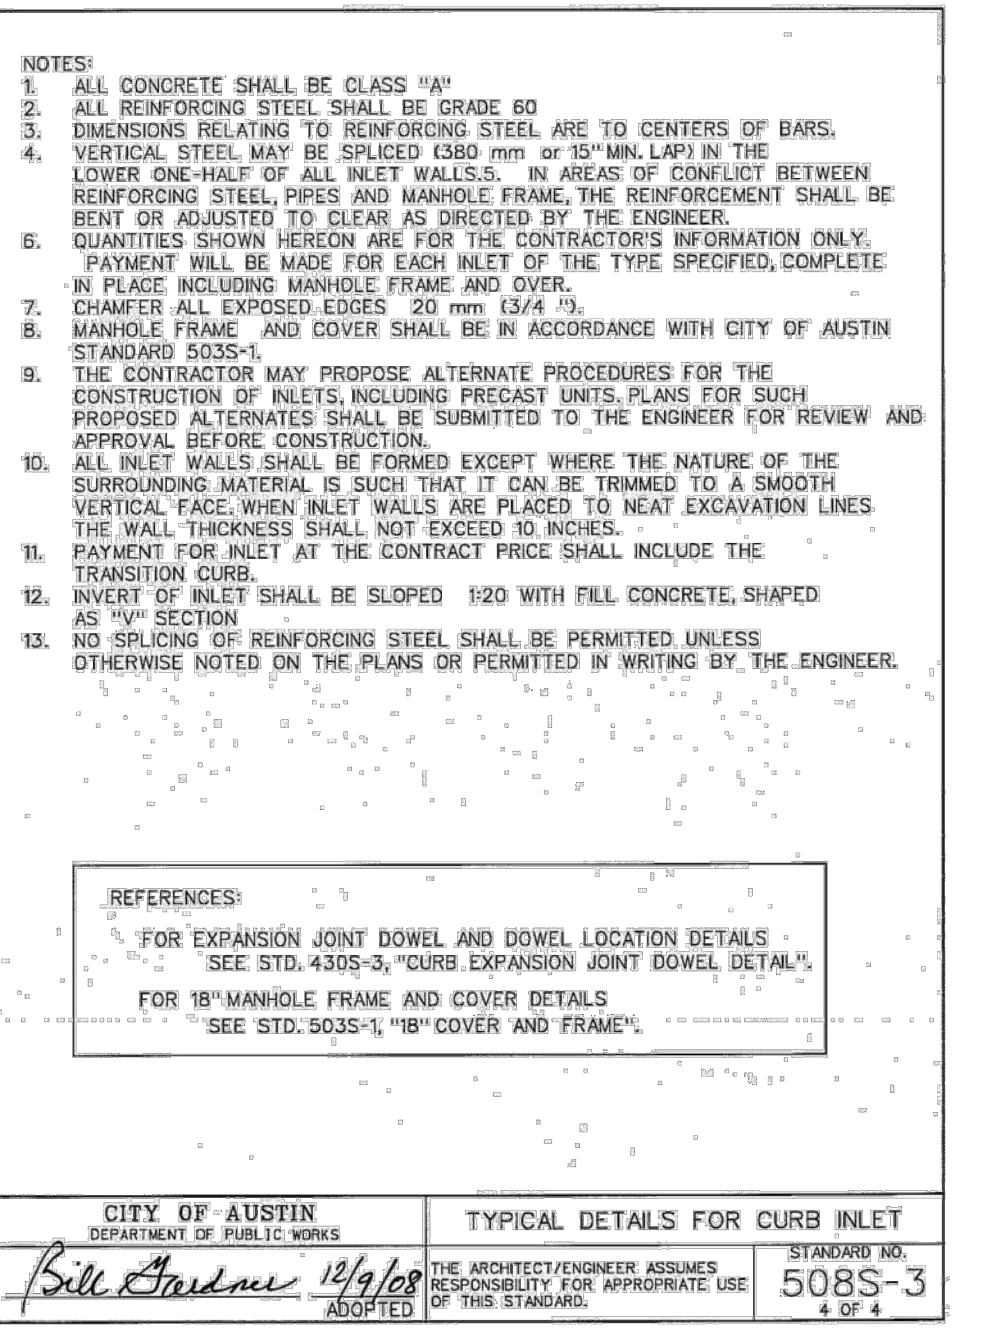 NOTES:
1. ALL CONCRETE SHALL BE CLASS "A"
2. ALL REINFORCING STEEL SHALL BE GRADE 60
3. DIMENSIONS RELATING TO REINFORCING STEEL ARE TO CENTERS OF BARS.
4. VERTICAL STEEL MAY BE SPLICED (380 mm or 15" MIN. LAP) IN THE
LOWER ONE-HALF OF ALL INLET WALLS.5. IN AREAS OF CONFLICT BETWEEN
REINFORCING STEEL, PIPES AND MANHOLE FRAME, THE REINFORCEMENT SHALL BE
BENT OR ADJUSTED TO CLEAR AS DIRECTED BY THE ENGINEER.
6. QUANTITIES SHOWN HEREON ARE FOR THE CONTRACTOR'S INFORMATION ONLY.
PAYMENT WILL BE MADE FOR EACH INLET OF THE TYPE SPECIFIED, COMPLETE
IN PLACE INCLUDING MANHOLE FRAME AND OVER.
7. CHAMFER ALL EXPOSED EDGES 20 mm (3/4 ").
8. MANHOLE FRAME AND COVER SHALL BE IN ACCORDANCE WITH CITY OF AUSTIN
STANDARD 503S-1.
9. THE CONTRACTOR MAY PROPOSE ALTERNATE PROCEDURES FOR THE
CONSTRUCTION OF INLETS, INCLUDING PRECAST UNITS. PLANS FOR SUCH
PROPOSED ALTERNATES SHALL BE SUBMITTED TO THE ENGINEER FOR REVIEW AND
APPROVAL BEFORE CONSTRUCTION.
10. ALL INLET WALLS SHALL BE FORMED EXCEPT WHERE THE NATURE OF THE
SURROUNDING MATERIAL IS SUCH THAT IT CAN BE TRIMMED TO A SMOOTH
VERTICAL FACE. WHEN INLET WALLS ARE PLACED TO NEAT EXCAVATION LINES
THE WALL THICKNESS SHALL NOT EXCEED 10 INCHES.
11. PAYMENT FOR INLET AT THE CONTRACT PRICE SHALL INCLUDE THE
TRANSITION CURB.
12. INVERT OF INLET SHALL BE SLOPED 1:20 WITH FILL CONCRETE, SHAPED
AS "V" SECTION
13. NO SPLICING OF REINFORCING STEEL SHALL BE PERMITTED UNLESS
OTHERWISE NOTED ON THE PLANS OR PERMITTED IN WRITING BY THE ENGINEER.
REFERENCES:
FOR EXPANSION JOINT DOWEL AND DOWEL LOCATION DETAILS
SEE STD. 430S-3, "CURB EXPANSION JOINT DOWEL DETAIL".
FOR 18" MANHOLE FRAME AND COVER DETAILS
SEE STD. 503S-1, "18" COVER AND FRAME".
CITY OF AUSTIN
DEPARTMENT OF PUBLIC WORKS
Bill Gardner 12/9/08
ADOPTED
TYPICAL DETAILS FOR CURB INLET
THE ARCHITECT/ENGINEER ASSUMES
RESPONSIBILITY FOR APPROPRIATE USE
OF THIS STANDARD.
STANDARD NO.
508S-3
4 OF 4